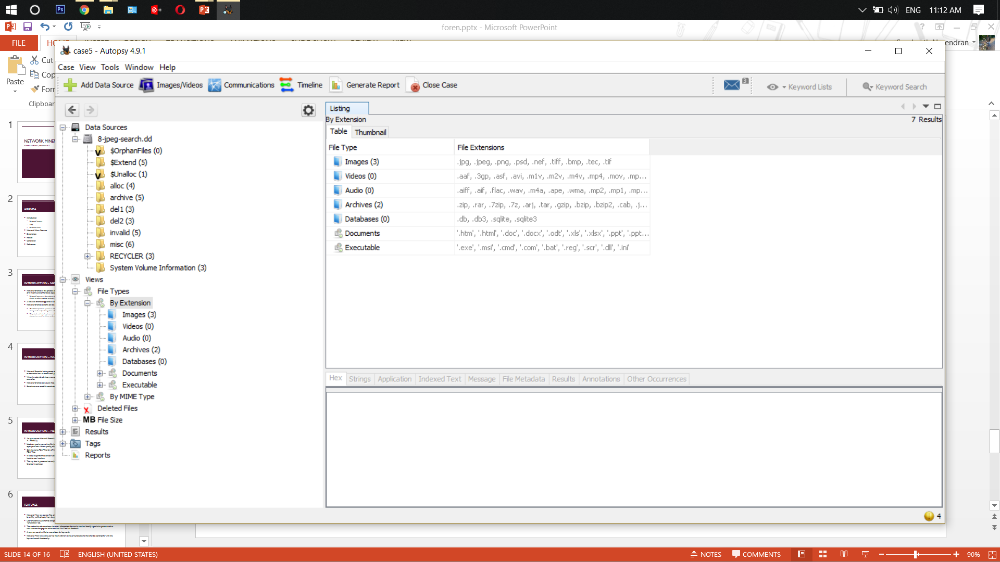 ENG
11:12 AM
foren.pptx - Microsoft PowerPoint
FILE
Cut
Paste
Clipboar
case5 - Autopsy 4.9.1
Case View Tools Window Help
Add Data Source
Images/Videos
Communications
Timeline
Generate Report
Close Case
3
Keyword Lists
Keyword Search
Data Sources
8-jpeg-search.dd
$OrphanFiles (0)
$Extend (5)
$Unalloc (1)
alloc (4)
archive (5)
del1 (3)
del2 (3)
invalid (5)
misc (6)
RECYCLER (3)
System Volume Information (3)
Views
File Types
By Extension
Images (3)
Videos (0)
Audio (0)
Archives (2)
Databases (0)
Documents
Executable
By MIME Type
Deleted Files
MB File Size
Results
Tags
Reports
Listing
By Extension
7 Results
Table
Thumbnail
File Type File Extensions
Images (3) .jpg, .jpeg, .png, .psd, .nef, .tiff, .bmp, .tec, .tif
Videos (0) .aaf, .3gp, .asf, .avi, .m1v, .m2v, .m4v, .mp4, .mov, .mp...
Audio (0) .aiff, .aif, .flac, .wav, .m4a, .ape, .wma, .mp2, .mp1, .mp...
Archives (2) .zip, .rar, .7zip, .7z, .arj, .tar, .gzip, .bzip, .bzip2, .cab, .j...
Databases (0) .db, .db3, .sqlite, .sqlite3
Documents '.htm', '.html', '.doc', '.docx', '.odt', '.xls', '.xlsx', '.ppt', '.ppt...
Executable '.exe', '.msi', '.cmd', '.com', '.bat', '.reg', '.scr', '.dll', '.ini'
Hex Strings Application Indexed Text Message File Metadata Results Annotations Other Occurrences
4
1
NETWORK MINE
2
AGENDA
3
INTRODUCTION - NE
4
INTRODUCTION – WH
5
INTRODUCTION – NE
6
FEATURES
SLIDE 14 OF 16
ENGLISH (UNITED STATES)
NOTES
COMMENTS
90%